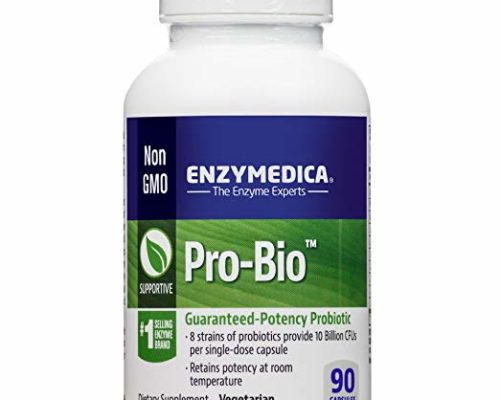 Non
GMO
ENZYMEDICA®
The Enzyme Experts
SUPPORTIVE
Pro-Bio™
#1 SELLING
ENZYME
BRAND
Guaranteed-Potency Probiotic
• 8 strains of probiotics provide 10 Billion CFUs
per single-dose capsule
• Retains potency at room
temperature
Dietary Supplement Vegetarian
90
CAPSULES